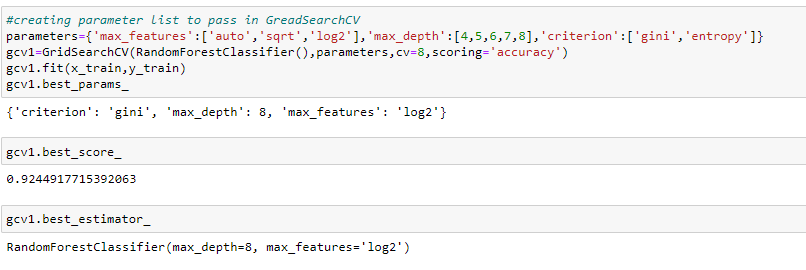 #creating parameter list to pass in GreadSearchCV
parameters={'max_features':['auto','sqrt','log2'],'max_depth':[4,5,6,7,8],'criterion':['gini','entropy']}
gcv1=GridSearchCV(RandomForestClassifier(),parameters,cv=8,scoring='accuracy')
gcv1.fit(x_train,y_train)
gcv1.best_params_
{'criterion': 'gini', 'max_depth': 8, 'max_features': 'log2'}
gcv1.best_score_
0.9244917715392063
gcv1.best_estimator_
RandomForestClassifier(max_depth=8, max_features='log2')